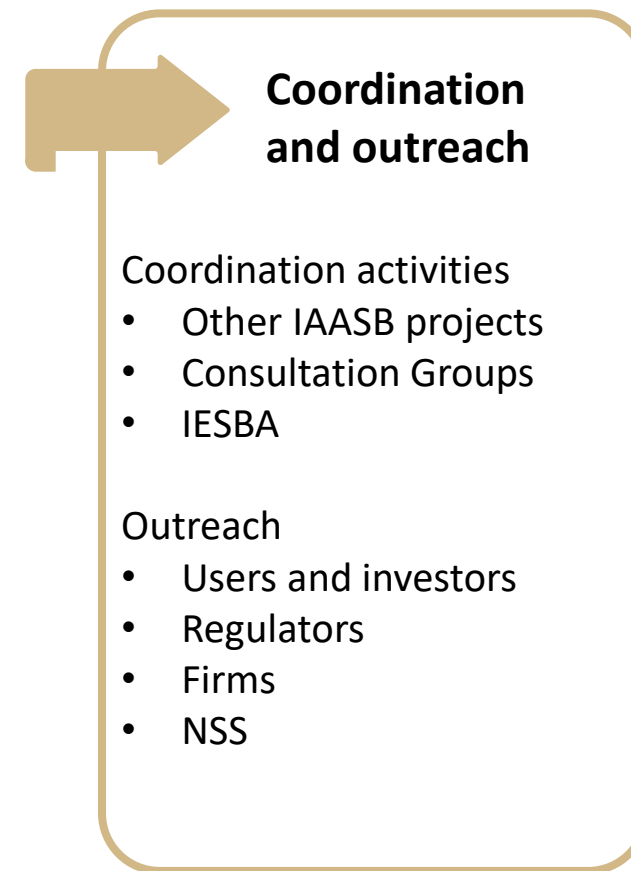 Coordination
and outreach
Coordination activities
• Other IAASB projects
• Consultation Groups
• IESBA
Outreach
• Users and investors
• Regulators
• Firms
• NSS